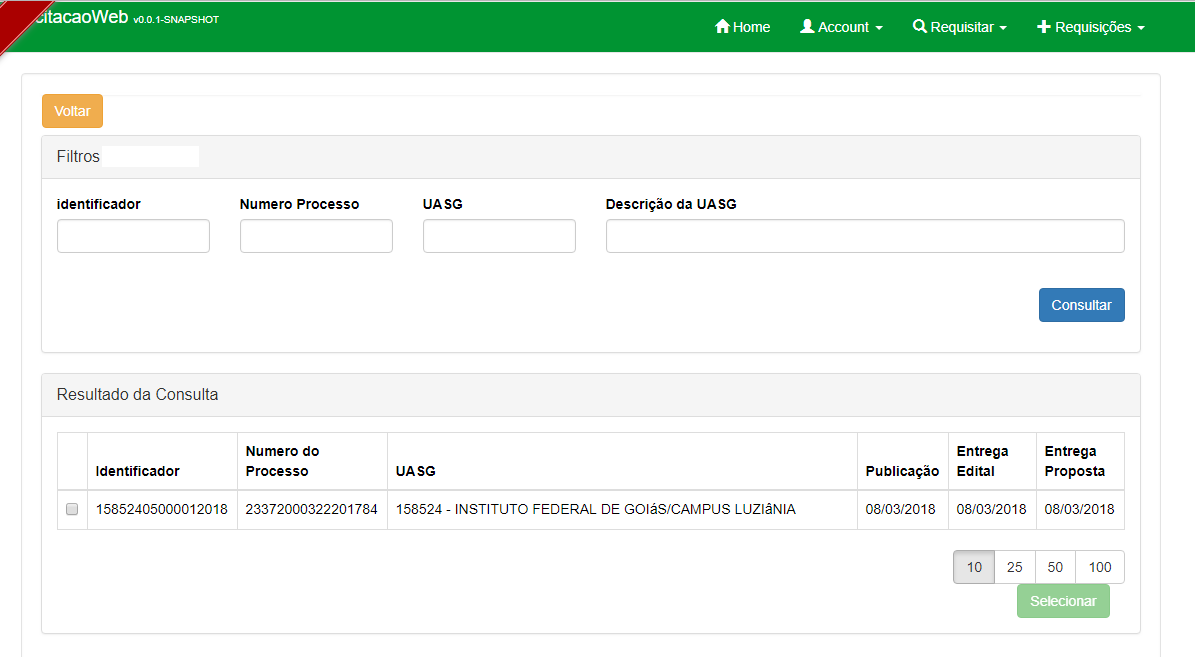 citacaoWeb v0.0.1-SNAPSHOT
Home Account Requisitar Requisições
Voltar
Filtros
identificador Numero Processo UASG Descrição da UASG
Consultar
Resultado da Consulta
Identificador Numero do Processo UASG Publicação Entrega Edital Entrega Proposta
15852405000012018 23372000322201784 158524 - INSTITUTO FEDERAL DE GOIáS/CAMPUS LUZIâNIA 08/03/2018 08/03/2018 08/03/2018
10 25 50 100
Selecionar